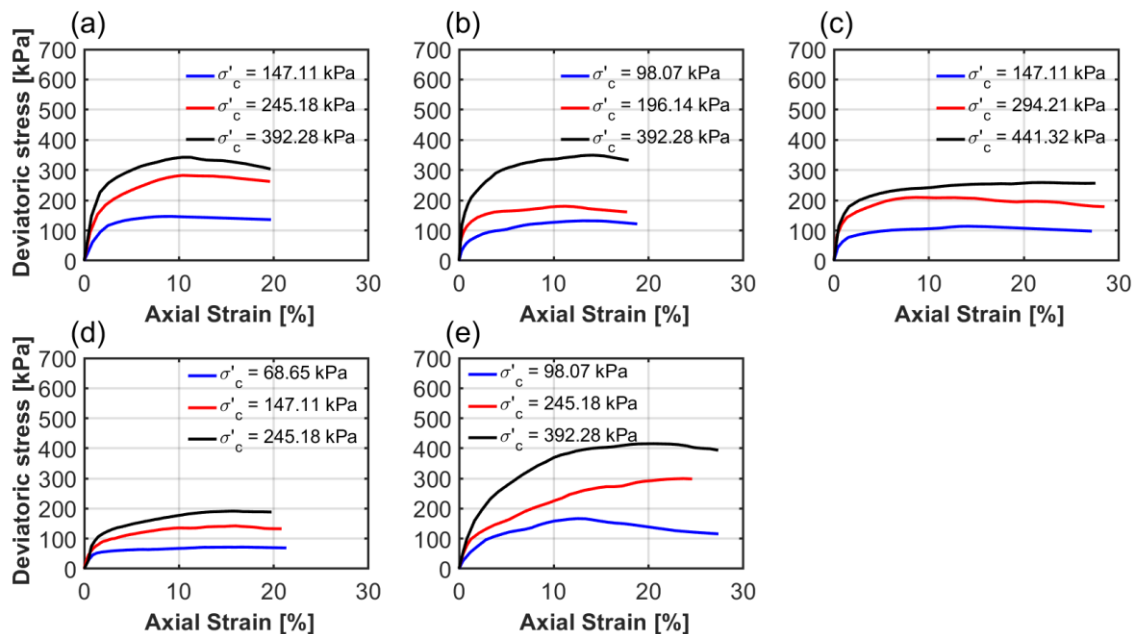 (a)
Deviatoric stress [kPa]
700
600
500
400
300
200
100
0
0 10 20 30
Axial Strain [%]
σ'c = 147.11 kPa
σ'c = 245.18 kPa
σ'c = 392.28 kPa
(b)
700
600
500
400
300
200
100
0
0 10 20 30
Axial Strain [%]
σ'c = 98.07 kPa
σ'c = 196.14 kPa
σ'c = 392.28 kPa
(c)
700
600
500
400
300
200
100
0
0 10 20 30
Axial Strain [%]
σ'c = 147.11 kPa
σ'c = 294.21 kPa
σ'c = 441.32 kPa
(d)
Deviatoric stress [kPa]
700
600
500
400
300
200
100
0
0 10 20 30
Axial Strain [%]
σ'c = 68.65 kPa
σ'c = 147.11 kPa
σ'c = 245.18 kPa
(e)
700
600
500
400
300
200
100
0
0 10 20 30
Axial Strain [%]
σ'c = 98.07 kPa
σ'c = 245.18 kPa
σ'c = 392.28 kPa